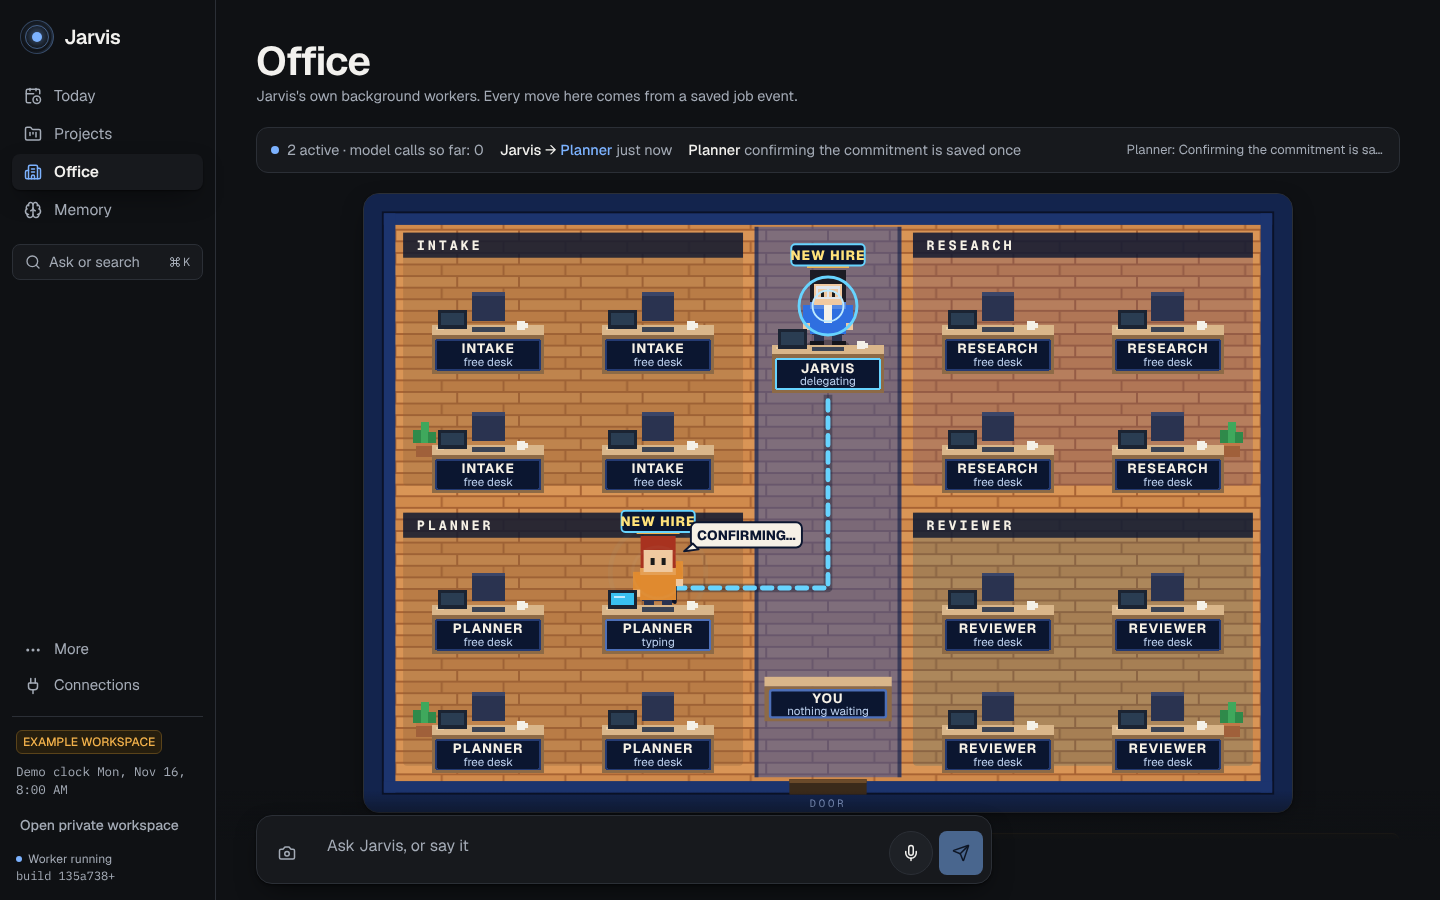 Jarvis
Today
Projects
Office
Memory
Ask or search ⌘K
More
Connections
EXAMPLE WORKSPACE
Demo clock Mon, Nov 16,
8:00 AM
Open private workspace
Worker running
build 135a738+
Office
Jarvis's own background workers. Every move here comes from a saved job event.
2 active · model calls so far: 0 Jarvis → Planner just now Planner confirming the commitment is saved once Planner: Confirming the commitment is sa…
INTAKE
NEW HIRE
RESEARCH
INTAKE
free desk
INTAKE
free desk
JARVIS
delegating
RESEARCH
free desk
RESEARCH
free desk
INTAKE
free desk
INTAKE
free desk
RESEARCH
free desk
RESEARCH
free desk
PLANNER
NEW HIRE
CONFIRMING…
REVIEWER
PLANNER
free desk
PLANNER
typing
REVIEWER
free desk
REVIEWER
free desk
YOU
nothing waiting
PLANNER
free desk
PLANNER
free desk
REVIEWER
free desk
REVIEWER
free desk
DOOR
Ask Jarvis, or say it